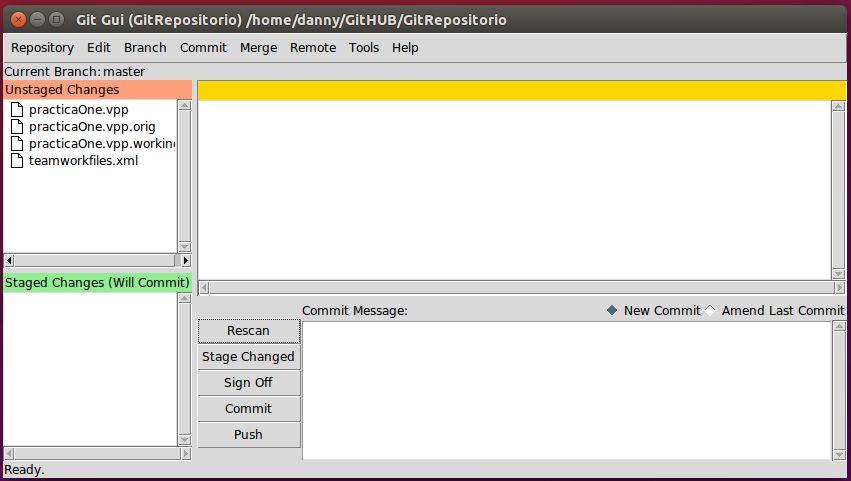 Git Gui (GitRepositorio) /home/danny/GitHUB/GitRepositorio
Repository Edit Branch Commit Merge Remote Tools Help
Current Branch: master
Unstaged Changes
practicaOne.vpp
practicaOne.vpp.orig
practicaOne.vpp.working
teamworkfiles.xml
Staged Changes (Will Commit)
Commit Message: New Commit Amend Last Commit
Rescan
Stage Changed
Sign Off
Commit
Push
Ready.